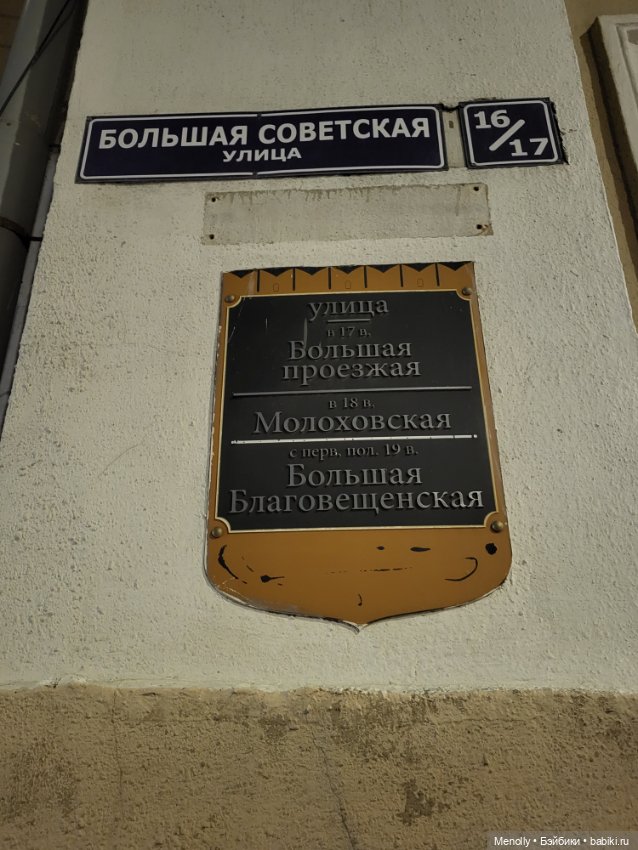 БОЛЬШАЯ СОВЕТСКАЯ
УЛИЦА
16/17
улица
в 17 в.
Большая
проезжая
в 18 в.
Молоховская
с перв. пол. 19 в.
Большая
Благовещенская
Menolly • Бэйбики • babiki.ru